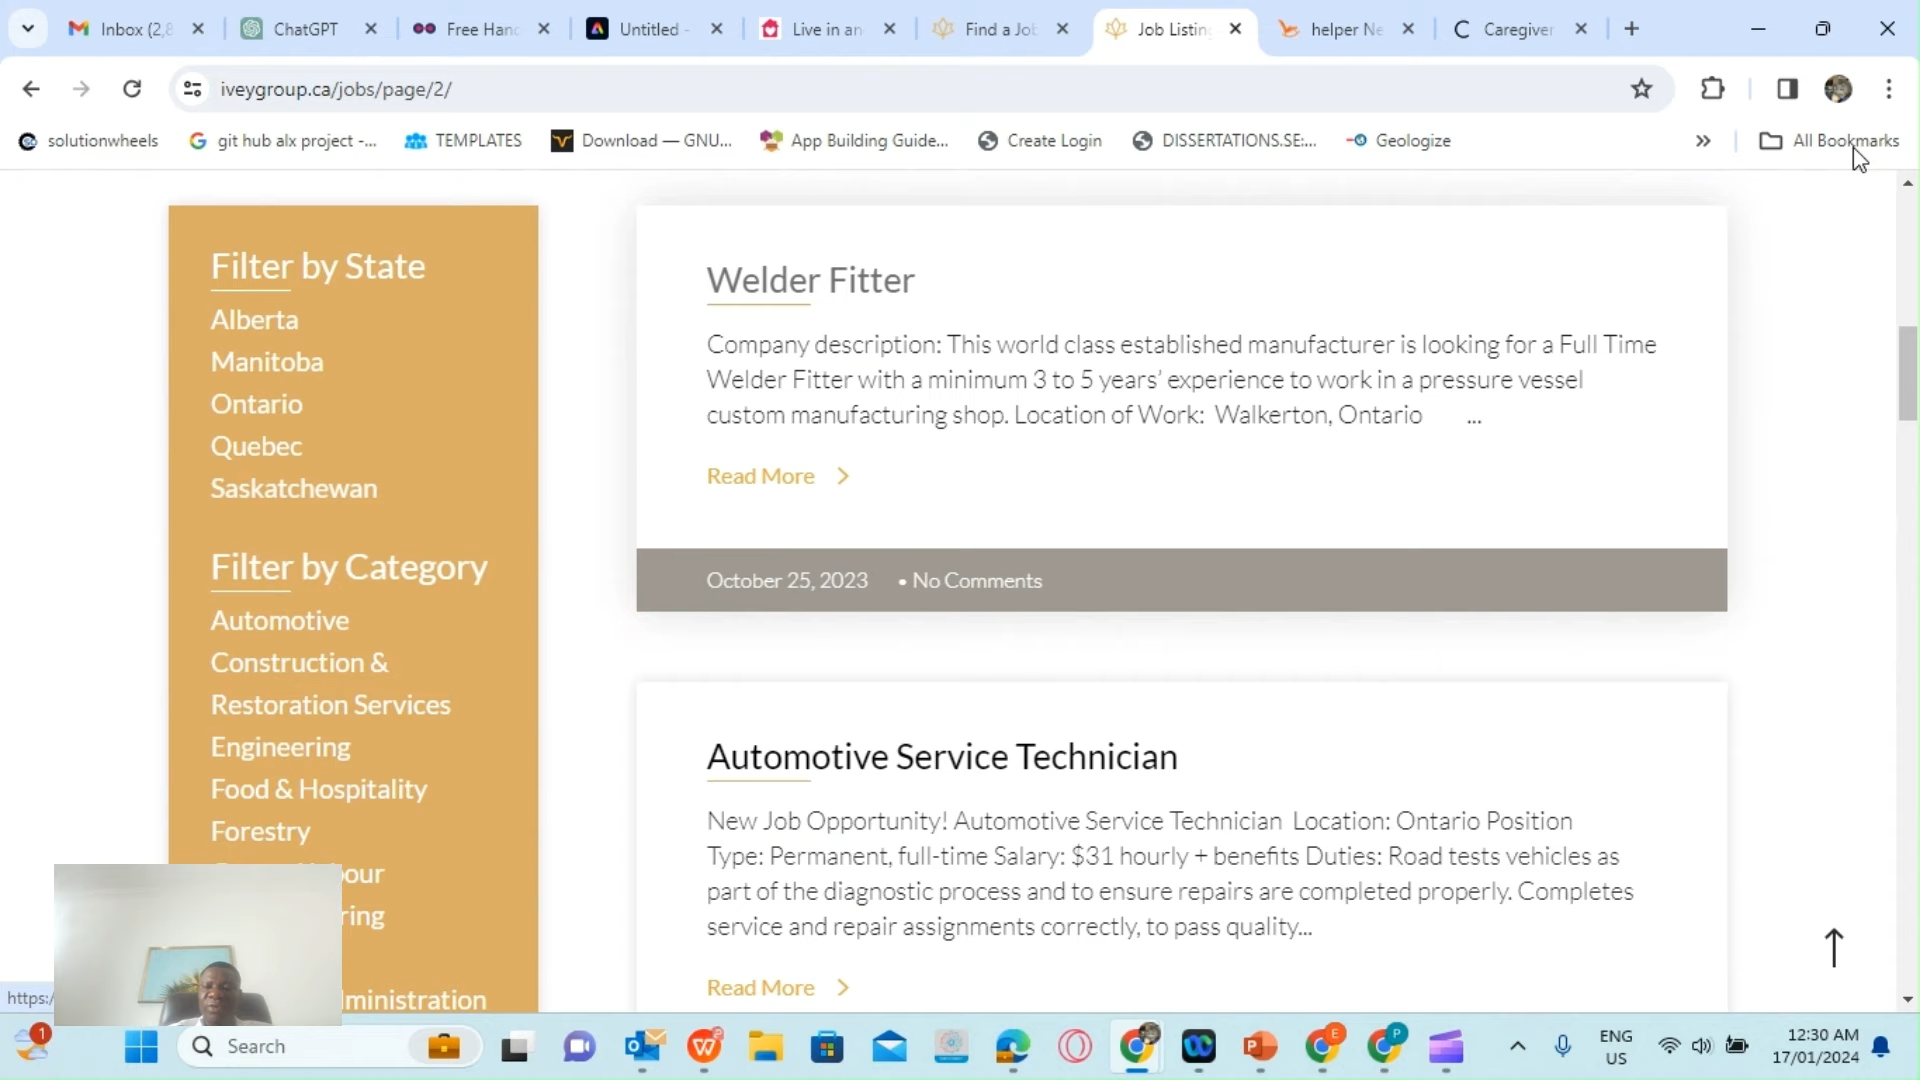 Inbox (2,8
ChatGPT
Free Hand
Untitled -
Live in an
Find a Job
Job Listing
helper Ne
Caregiver
iveygroup.ca/jobs/page/2/
solutionwheels
git hub alx project -...
TEMPLATES
Download — GNU...
App Building Guide...
Create Login
DISSERTATIONS.SE:...
Geologize
All Bookmarks
Filter by State
Alberta
Manitoba
Ontario
Quebec
Saskatchewan
Filter by Category
Automotive
Construction &
Restoration Services
Engineering
Food & Hospitality
Forestry
our
ring
ministration
Welder Fitter
Company description: This world class established manufacturer is looking for a Full Time
Welder Fitter with a minimum 3 to 5 years’ experience to work in a pressure vessel
custom manufacturing shop. Location of Work: Walkerton, Ontario ...
Read More
October 25, 2023 • No Comments
Automotive Service Technician
New Job Opportunity! Automotive Service Technician Location: Ontario Position
Type: Permanent, full-time Salary: $31 hourly + benefits Duties: Road tests vehicles as
part of the diagnostic process and to ensure repairs are completed properly. Completes
service and repair assignments correctly, to pass quality...
Read More
https:/
1
Search
ENG
US
12:30 AM
17/01/2024